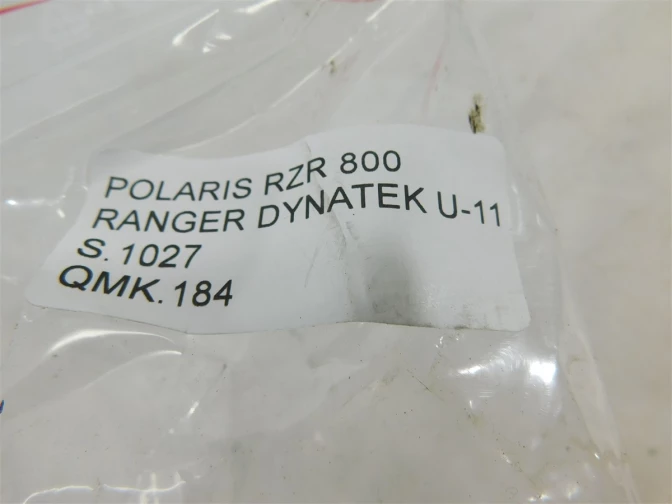 POLARIS RZR 800
RANGER DYNATEK U-11
S.1027
QMK.184